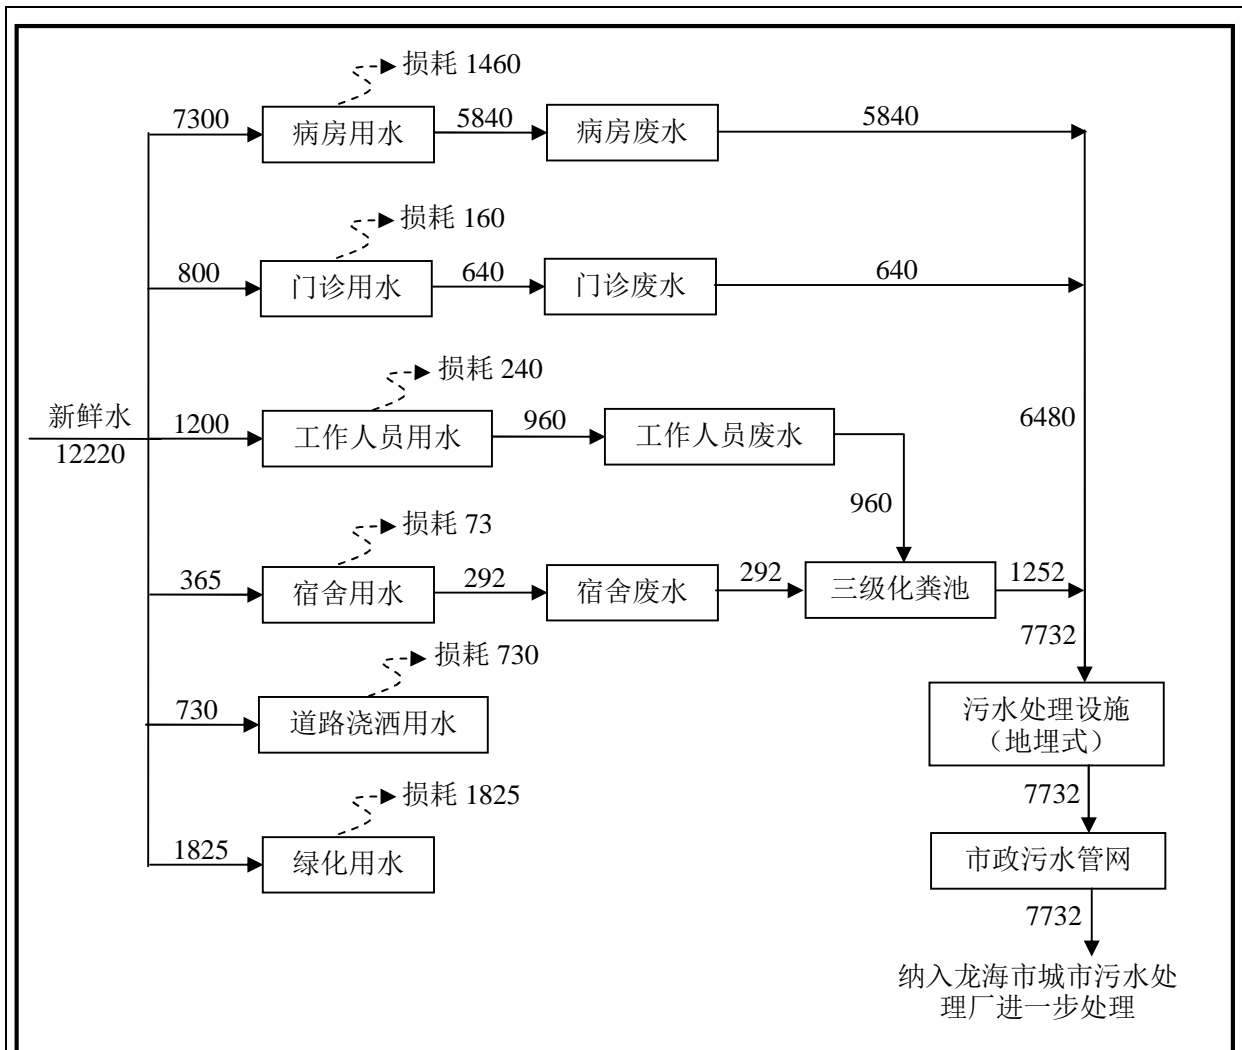 损耗 1460
7300
病房用水
5840
病房废水
5840
损耗 160
800
门诊用水
640
门诊废水
640
损耗 240
新鲜水
12220
1200
工作人员用水
960
工作人员废水
6480
960
损耗 73
365
宿舍用水
292
宿舍废水
292
三级化粪池
1252
7732
损耗 730
730
道路浇洒用水
污水处理设施
（地埋式）
7732
损耗 1825
1825
绿化用水
市政污水管网
7732
纳入龙海市城市污水处
理厂进一步处理